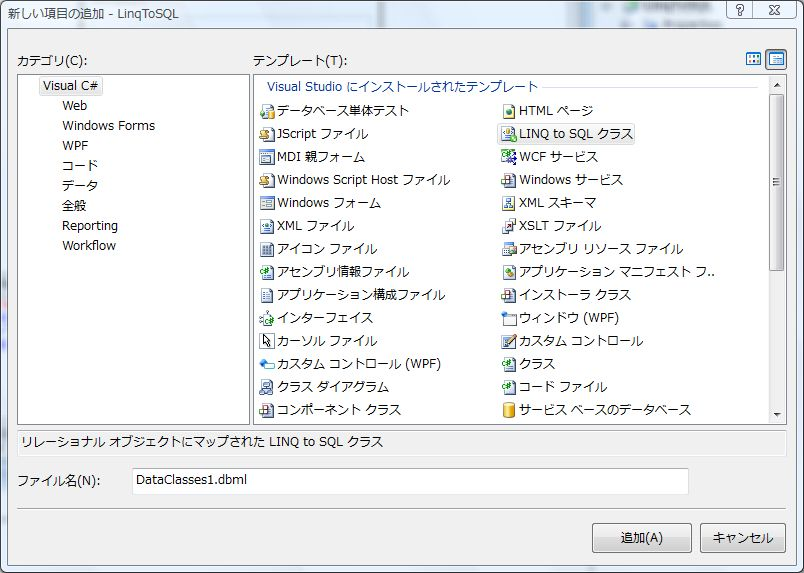 新しい項目の追加 - LinqToSQL
カテゴリ(C):
テンプレート(T):
Visual C#
Web
Windows Forms
WPF
コード
データ
全般
Reporting
Workflow
Visual Studio にインストールされたテンプレート
データベース単体テスト
HTML ページ
JScript ファイル
LINQ to SQL クラス
MDI 親フォーム
WCF サービス
Windows Script Host ファイル
Windows サービス
Windows フォーム
XML スキーマ
XML ファイル
XSLT ファイル
アイコン ファイル
アセンブリ リソース ファイル
アセンブリ情報ファイル
アプリケーション マニフェスト フ..
アプリケーション構成ファイル
インストーラ クラス
インターフェイス
ウィンドウ (WPF)
カーソル ファイル
カスタム コントロール
カスタム コントロール (WPF)
クラス
クラス ダイアグラム
コード ファイル
コンポーネント クラス
サービス ベースのデータベース
リレーショナル オブジェクトにマップされた LINQ to SQL クラス
ファイル名(N):
DataClasses1.dbml
追加(A)
キャンセル